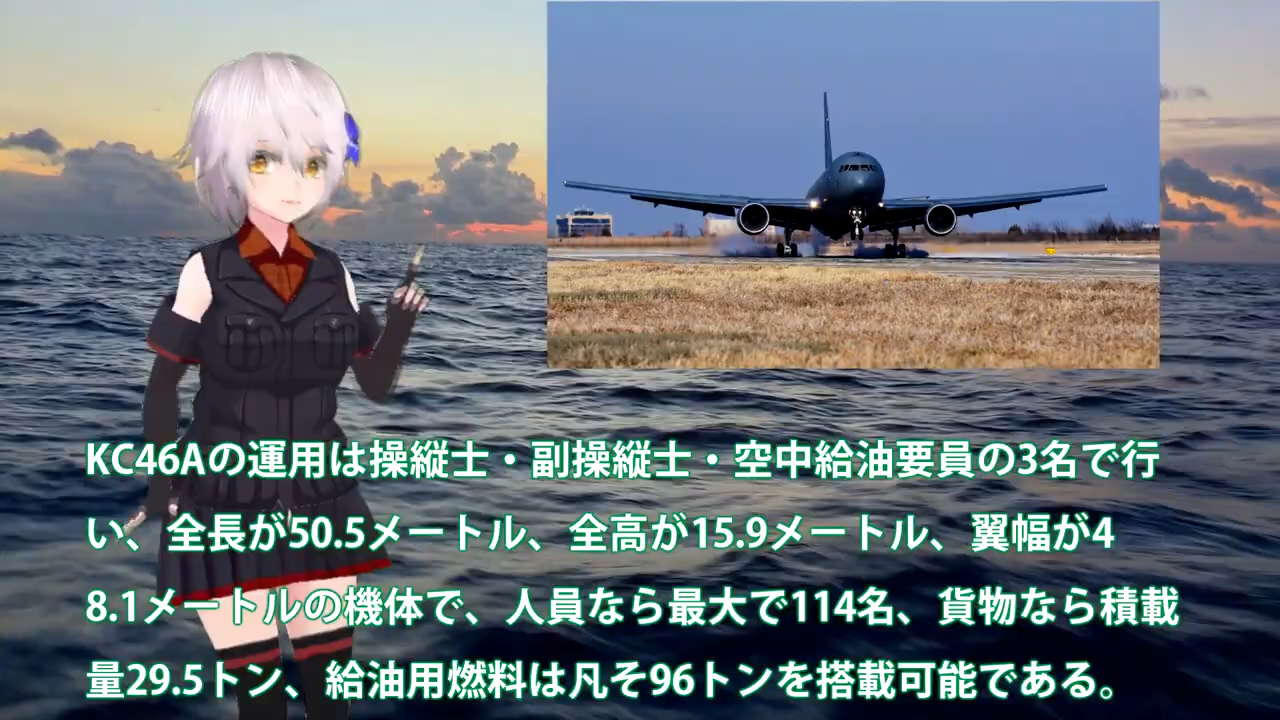 KC46Aの運用は操縦士・副操縦士・空中給油要員の3名で行
い、全長が50.5メートル、全高が15.9メートル、翼幅が4
8.1メートルの機体で、人員なら最大で114名、貨物なら積載
量29.5トン、給油用燃料は凡そ96トンを搭載可能である。